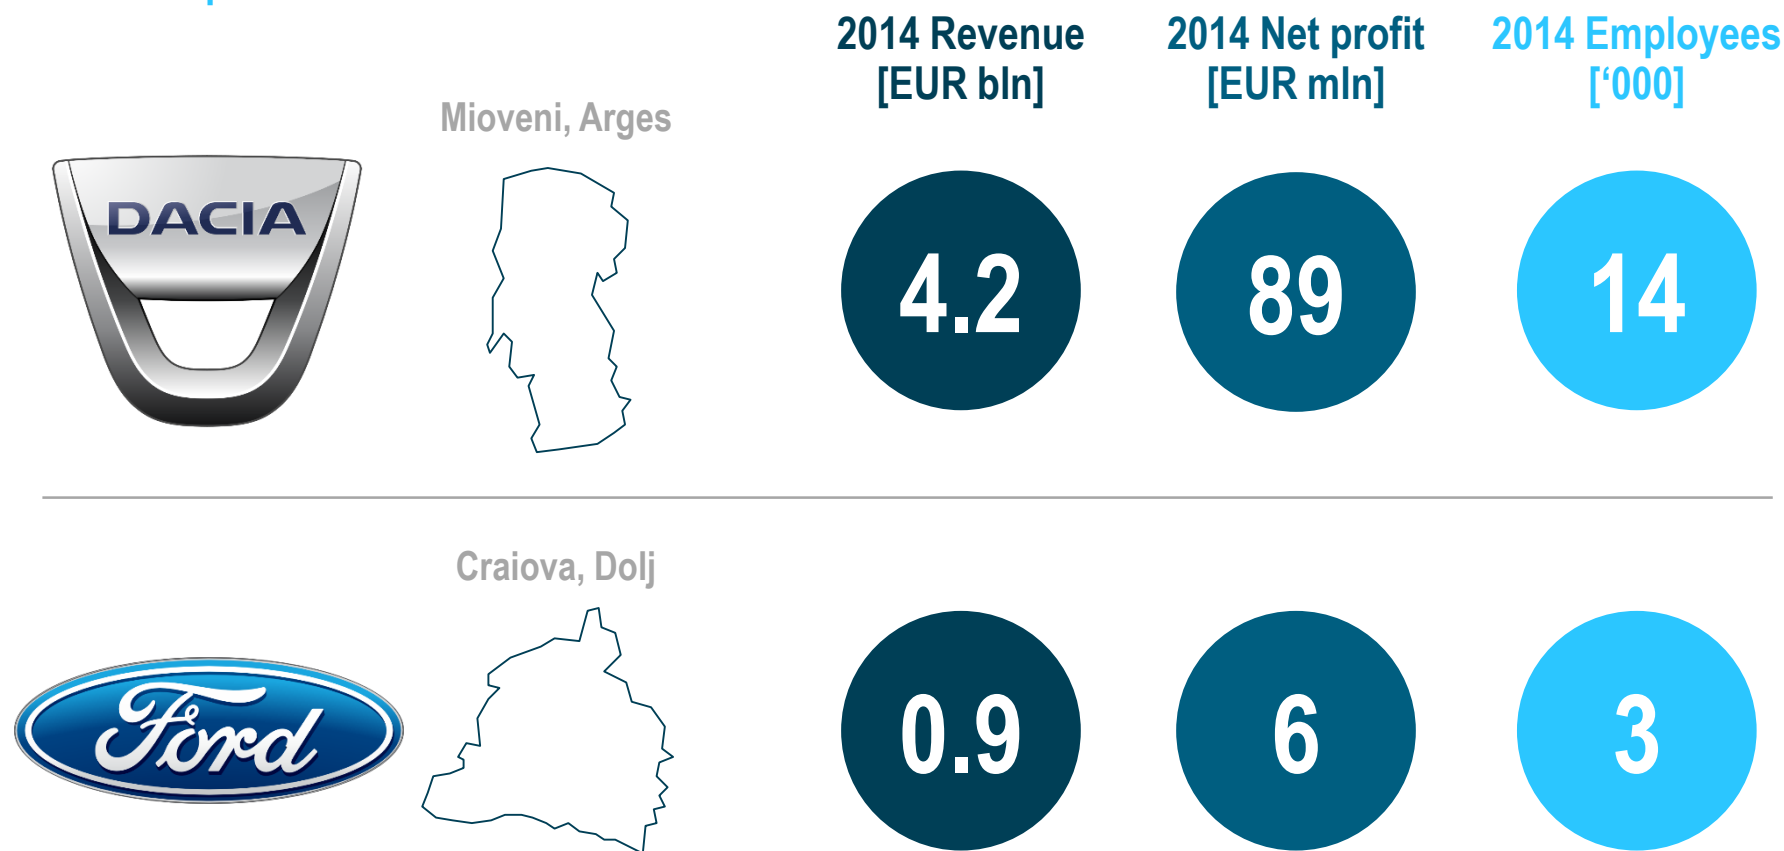 2014 Revenue
[EUR bln]
2014 Net profit
[EUR mln]
2014 Employees
[‘000]
Mioveni, Arges
DACIA
4.2
89
14
Craiova, Dolj
Ford
0.9
6
3